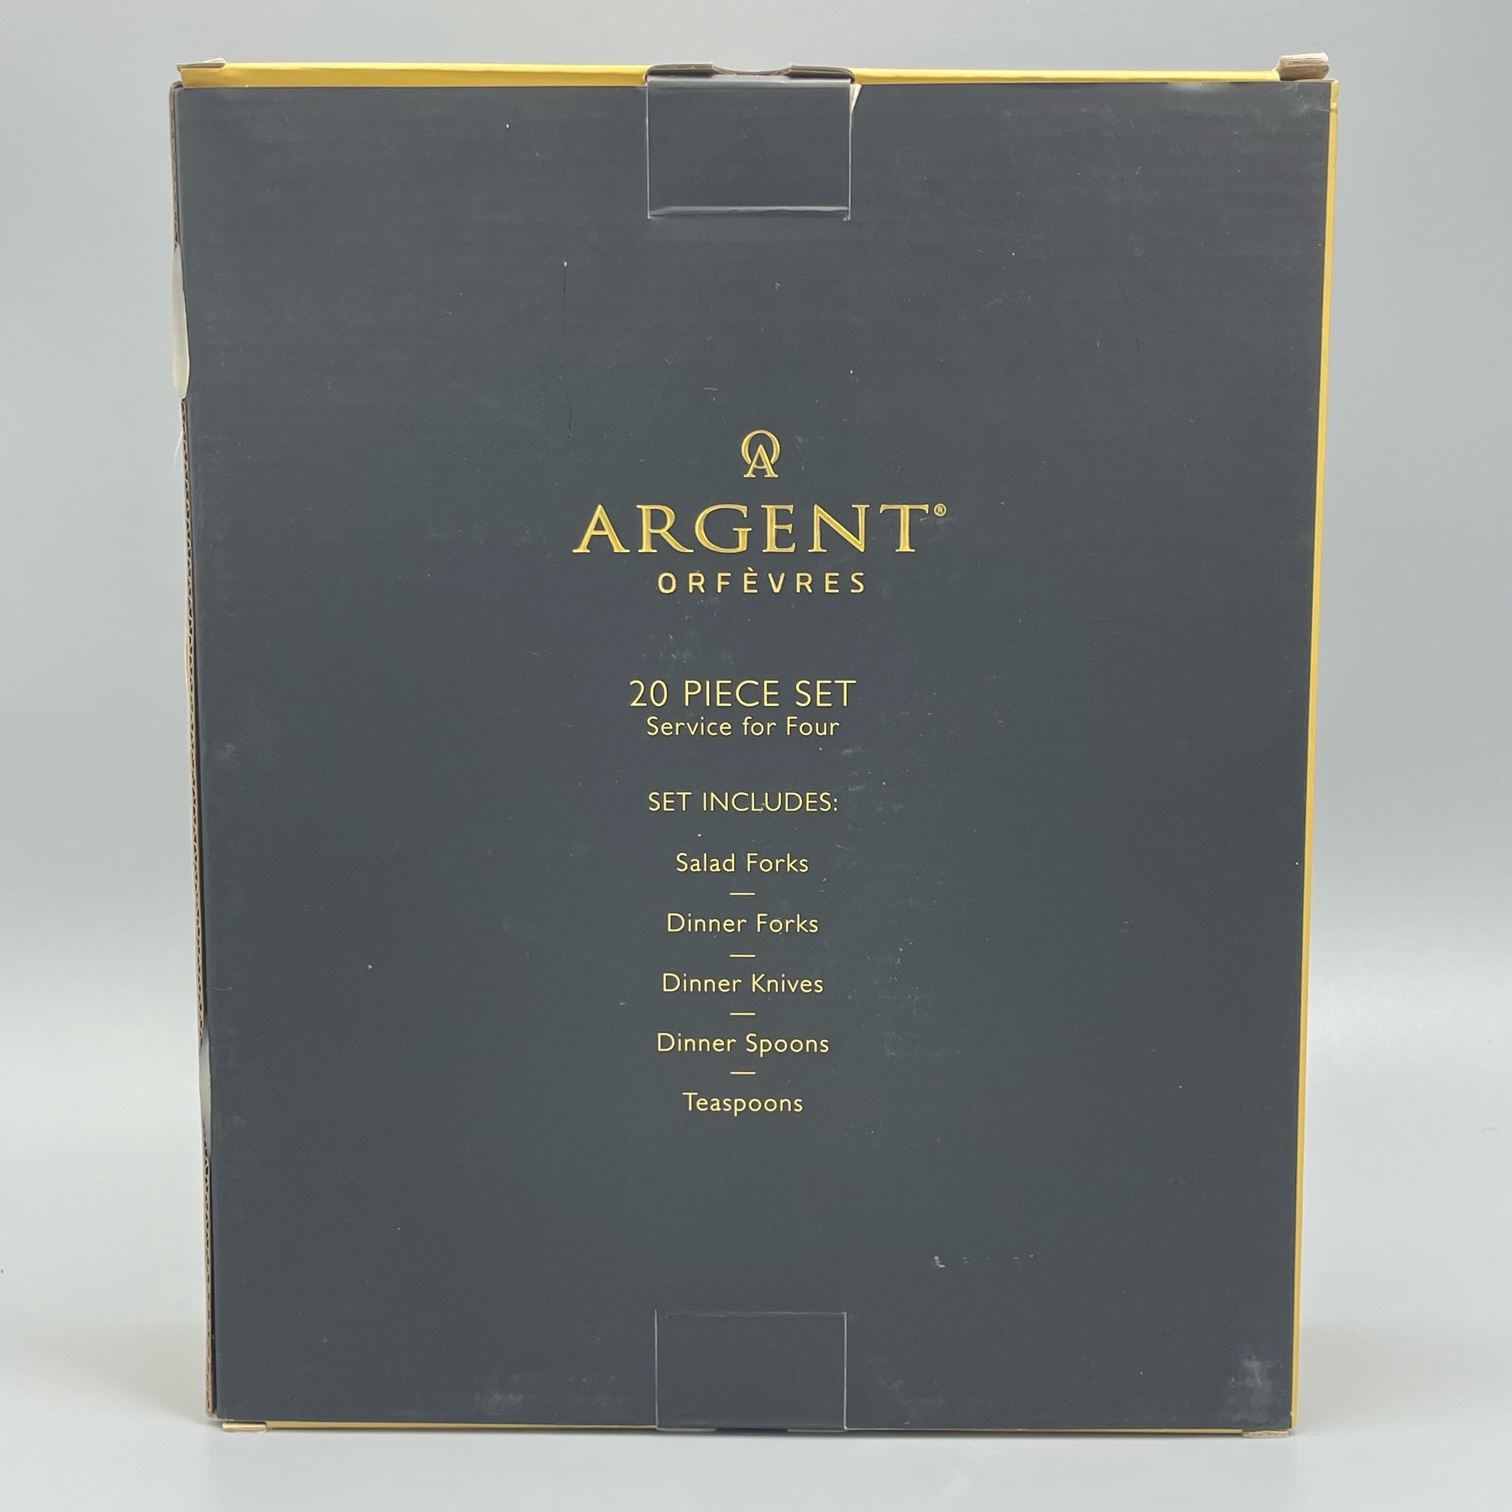 ARGENT®
ORFÈVRES
20 PIECE SET
Service for Four
SET INCLUDES:
Salad Forks
Dinner Forks
Dinner Knives
Dinner Spoons
Teaspoons